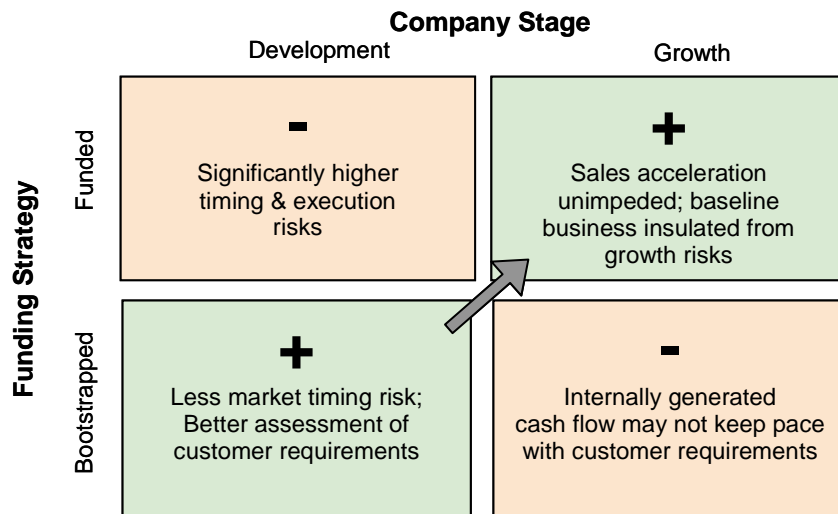 Company Stage
Development
Growth
Funding Strategy
Funded
-
Significantly higher
timing & execution
risks
+
Sales acceleration
unimpeded; baseline
business insulated from
growth risks
Bootstrapped
+
Less market timing risk;
Better assessment of
customer requirements
-
Internally generated
cash flow may not keep pace
with customer requirements